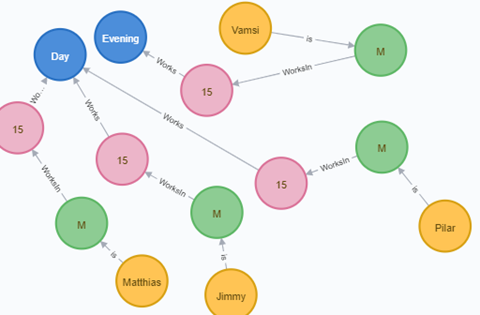 Evening
Vamsi
is
M
Day
Works
WorksIn
15
Wo...
15
Works
Works
15
15
WorksIn
M
WorksIn
WorksIn
M
M
is
Pilar
is
Matthias
is
Jimmy